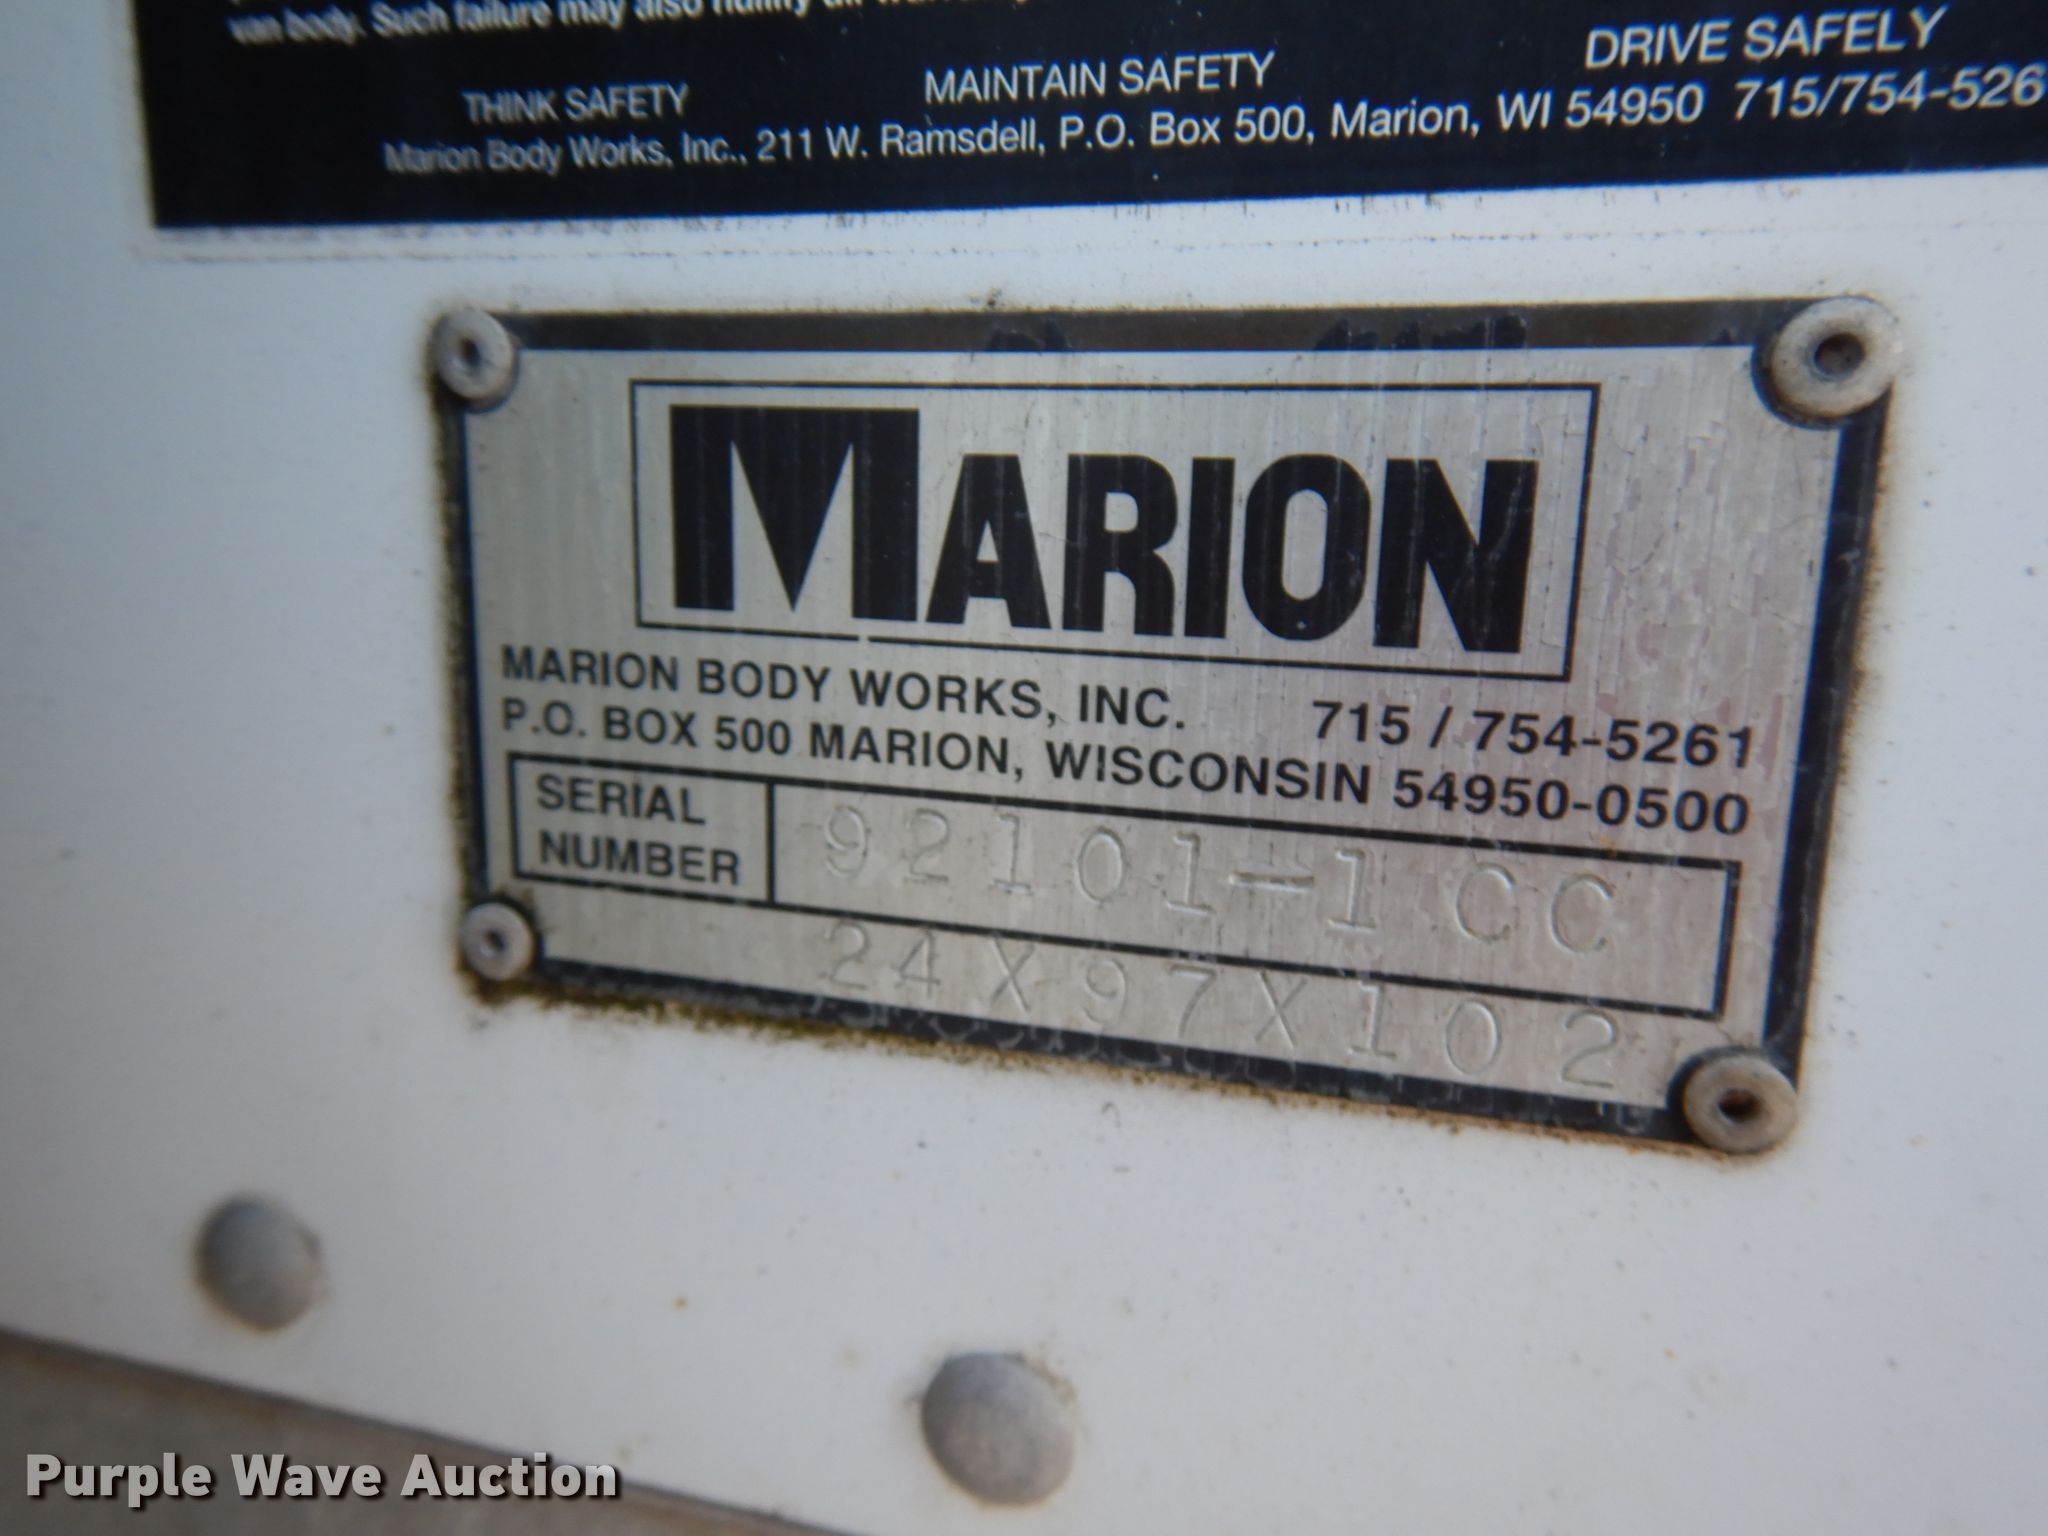 van body. Such failure may also nullify all
THINK SAFETY MAINTAIN SAFETY DRIVE SAFELY
Marion Body Works, Inc., 211 W. Ramsdell, P.O. Box 500, Marion, WI 54950 715/754-526
MARION
MARION BODY WORKS, INC. 715 / 754-5261
P.O. BOX 500 MARION, WISCONSIN 54950-0500
SERIAL
NUMBER
92101-1CC
24X97X102
Purple Wave Auction